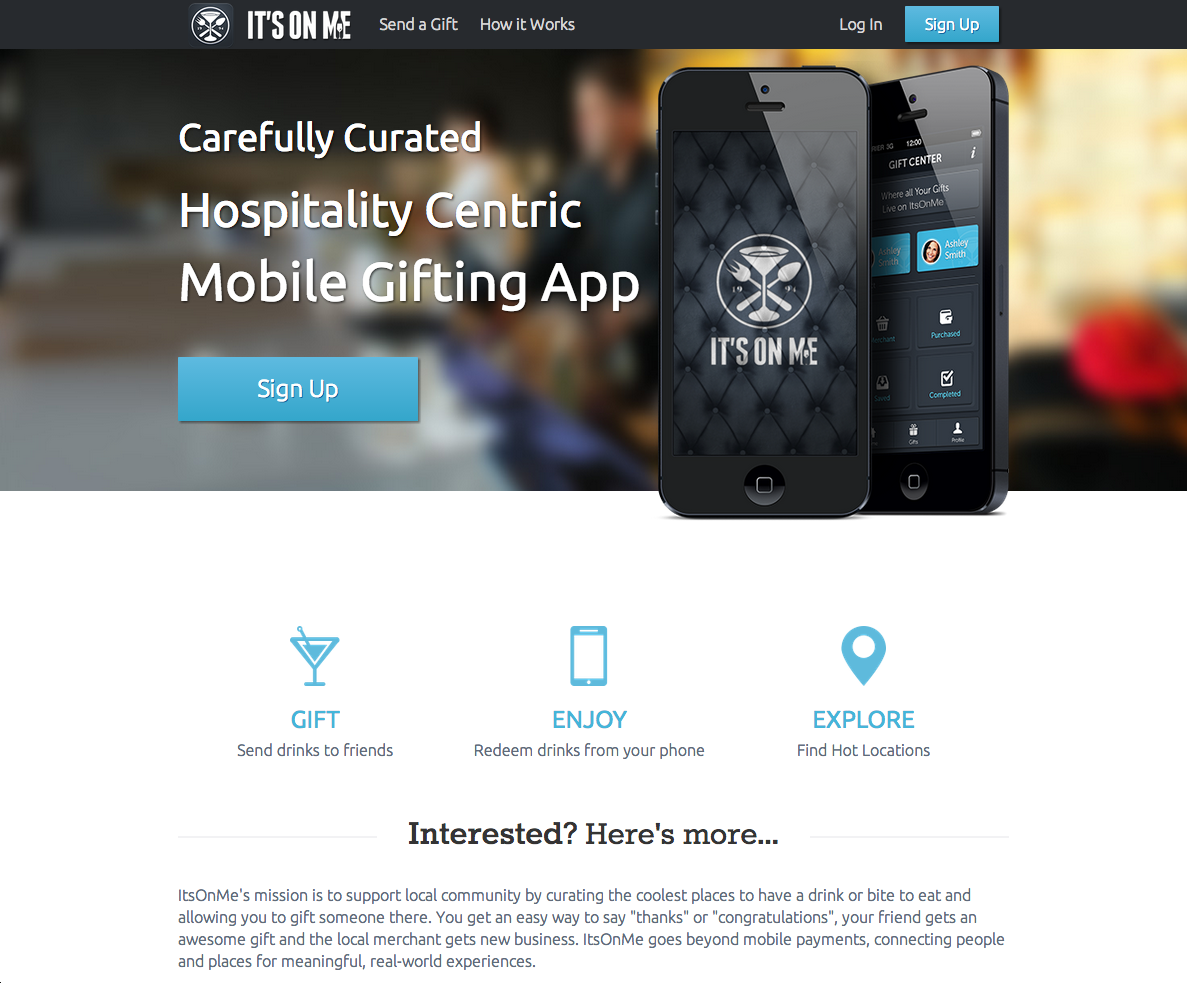 IT'S ON ME
Send a Gift
How it Works
Log In
Sign Up
Carefully Curated
Hospitality Centric
Mobile Gifting App
Sign Up
19 94
IT'S ON ME
3G 12:00
GIFT CENTER
i
Where all Your Gifts
Live on ItsOnMe
Ashley
Smith
Ashley
Smith
Purchased
Completed
Gifts
Profile
GIFT
Send drinks to friends
ENJOY
Redeem drinks from your phone
EXPLORE
Find Hot Locations
Interested? Here's more...
ItsOnMe's mission is to support local community by curating the coolest places to have a drink or bite to eat and
allowing you to gift someone there. You get an easy way to say "thanks" or "congratulations", your friend gets an
awesome gift and the local merchant gets new business. ItsOnMe goes beyond mobile payments, connecting people
and places for meaningful, real-world experiences.